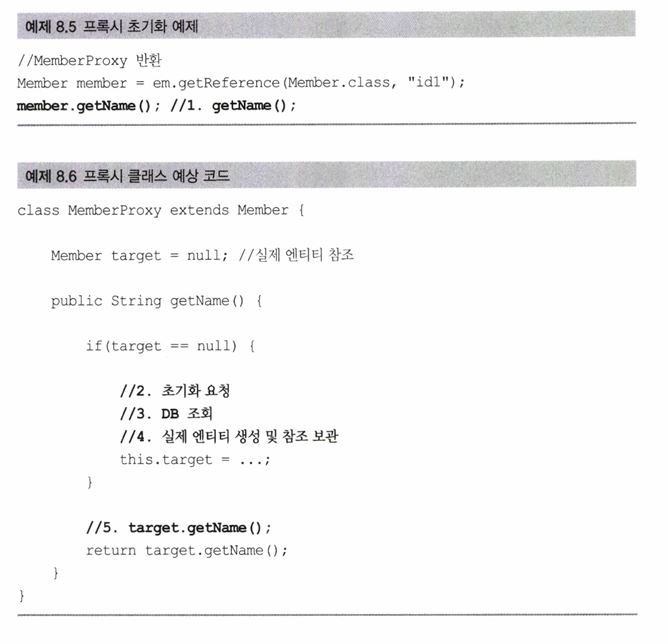 예제 8.5 프록시 초기화 예제
//MemberProxy 반환
Member member = em.getReference(Member.class, "id1");
member.getName(); //1. getName();
예제 8.6 프록시 클래스 예상 코드
class MemberProxy extends Member {
Member target = null; //실제 엔티티 참조
public String getName() {
if(target == null) {
//2. 초기화 요청
//3. DB 조회
//4. 실제 엔티티 생성 및 참조 보관
this.target = ...;
}
//5. target.getName();
return target.getName();
}
}